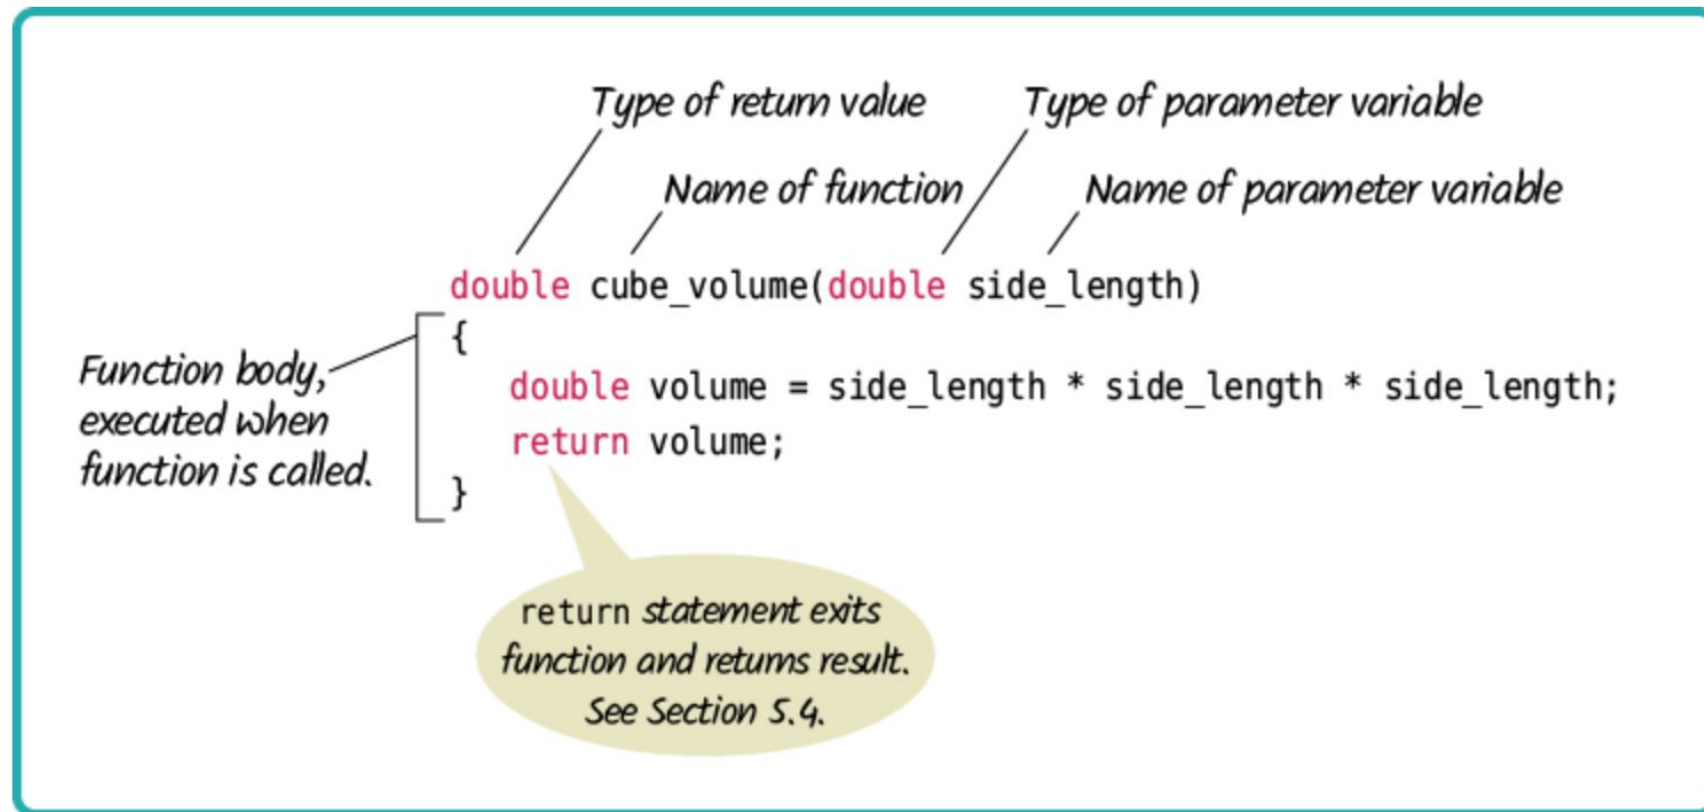 Type of return value
Type of parameter variable
Name of function
Name of parameter variable
double cube_volume(double side_length)
{
Function body,
executed when
function is called.
double volume = side_length * side_length * side_length;
return volume;
}
return statement exits
function and returns result.
See Section 5.4.